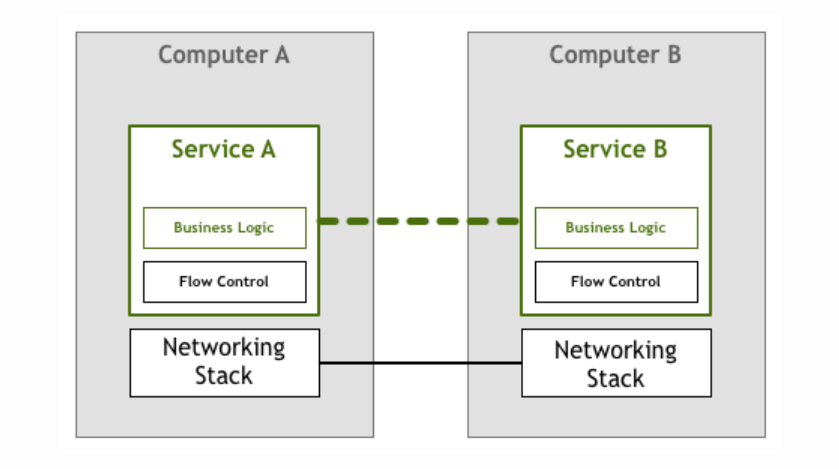 Computer A
Service A
Business Logic
Flow Control
Networking
Stack
Computer B
Service B
Business Logic
Flow Control
Networking
Stack